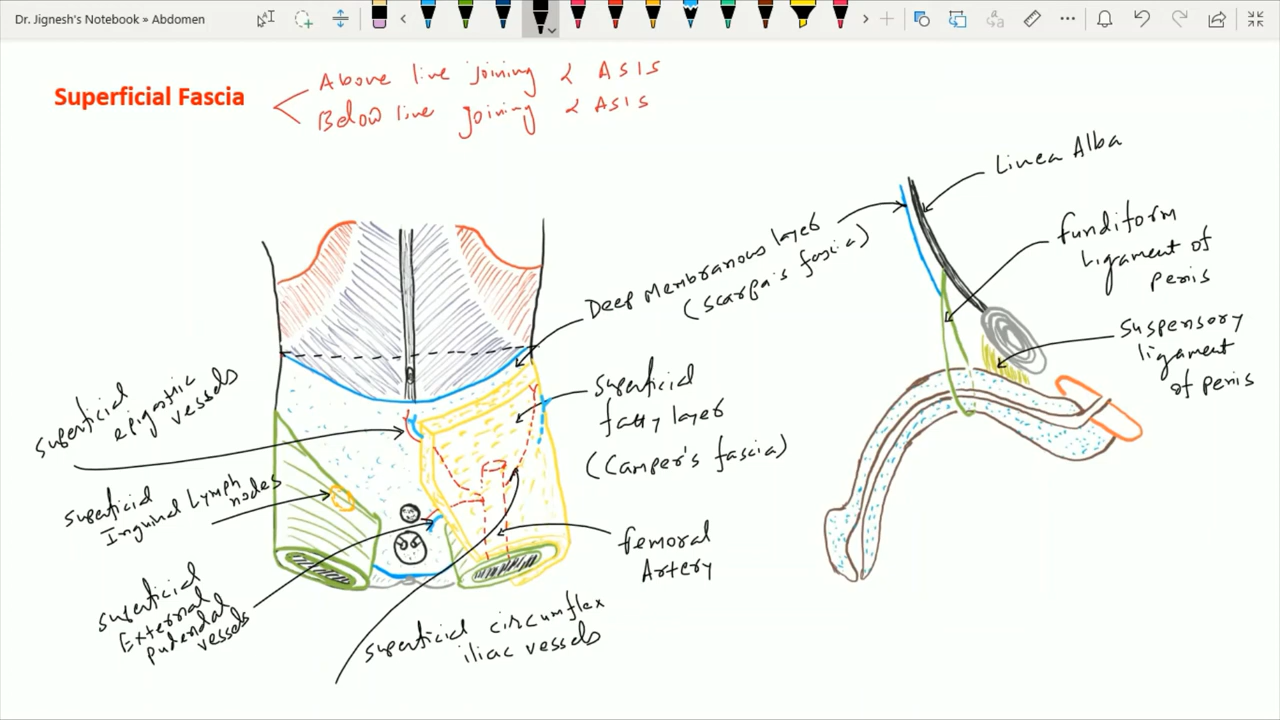 Dr. Jignesh's Notebook » Abdomen
Superficial Fascia
Above line joining 2 ASIS
Below line joining 2 ASIS
Linea Alba
fundiform
ligament of
penis
Deep Membranous layer
(Scarpa's fascia)
suspensory
ligament
of penis
superficial
epigastric
vessels
superficial
fatty layer
(Camper's fascia)
superficial
Inguinal Lymph
nodes
femoral
Artery
superficial
External
pudendal
vessels
superficial circumflex
iliac vessels